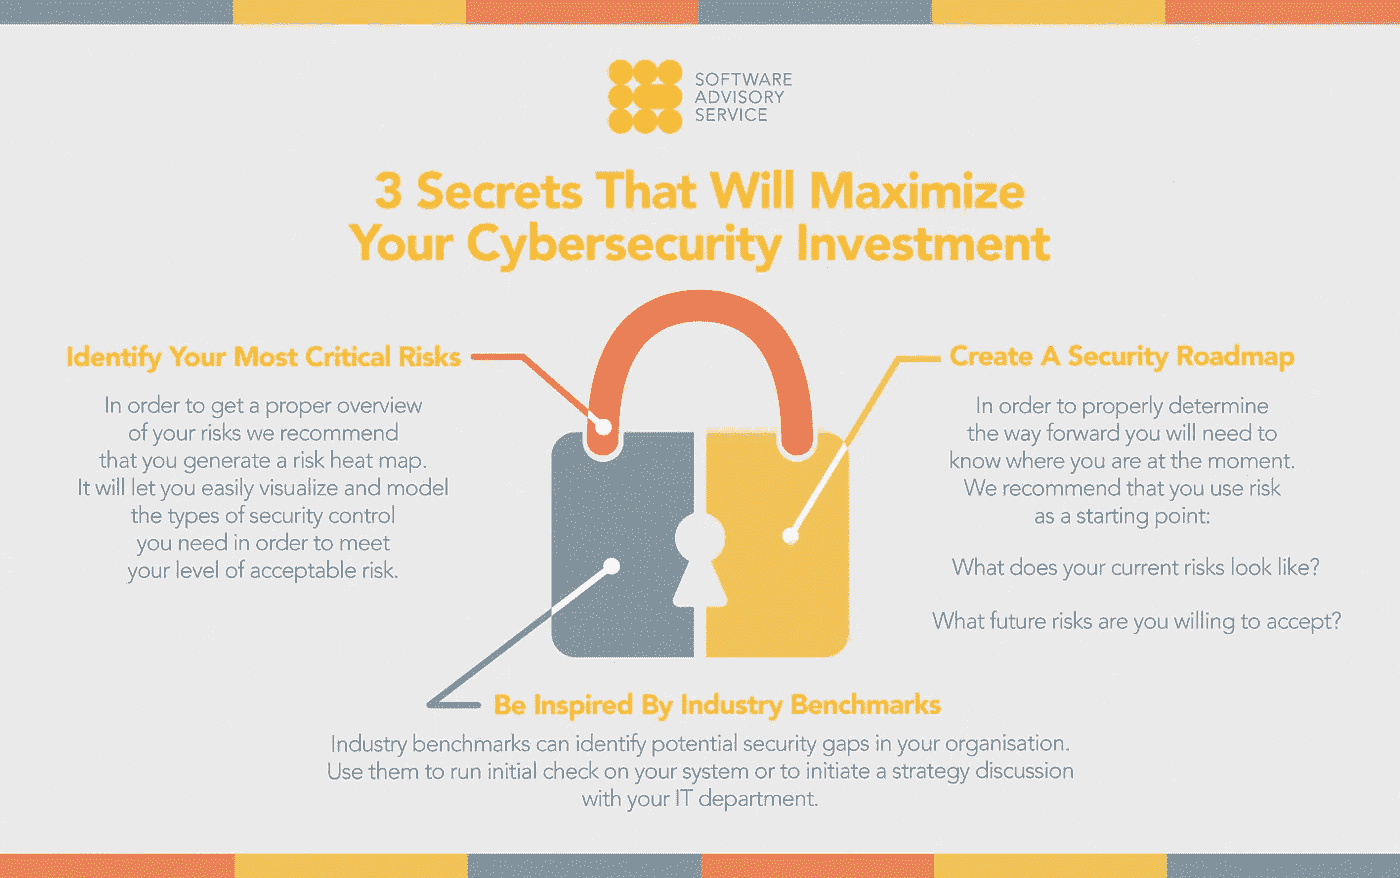 SOFTWARE
ADVISORY
SERVICE
3 Secrets That Will Maximize
Your Cybersecurity Investment
Identify Your Most Critical Risks
In order to get a proper overview
of your risks we recommend
that you generate a risk heat map.
It will let you easily visualize and model
the types of security control
you need in order to meet
your level of acceptable risk.
Create A Security Roadmap
In order to properly determine
the way forward you will need to
know where you are at the moment.
We recommend that you use risk
as a starting point:
What does your current risks look like?
What future risks are you willing to accept?
Be Inspired By Industry Benchmarks
Industry benchmarks can identify potential security gaps in your organisation.
Use them to run initial check on your system or to initiate a strategy discussion
with your IT department.